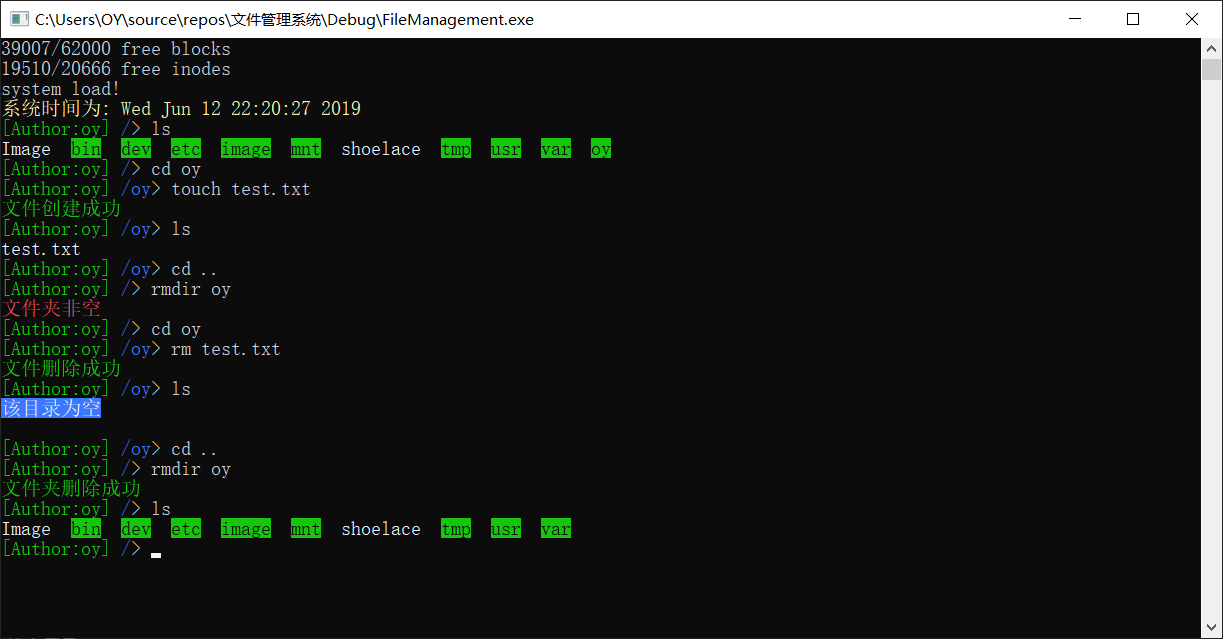 C:\Users\OY\source\repos\文件管理系统\Debug\FileManagement.exe
39007/62000 free blocks
19510/20666 free inodes
system load!
系统时间为: Wed Jun 12 22:20:27 2019
[Author:oy] /> ls
Image bin dev etc image mnt shoelace tmp usr var oy
[Author:oy] /> cd oy
[Author:oy] /oy> touch test.txt
文件创建成功
[Author:oy] /oy> ls
test.txt
[Author:oy] /oy> cd ..
[Author:oy] /> rmdir oy
文件夹非空
[Author:oy] /> cd oy
[Author:oy] /oy> rm test.txt
文件删除成功
[Author:oy] /oy> ls
该目录为空
[Author:oy] /oy> cd ..
[Author:oy] /> rmdir oy
文件夹删除成功
[Author:oy] /> ls
Image bin dev etc image mnt shoelace tmp usr var
[Author:oy] />